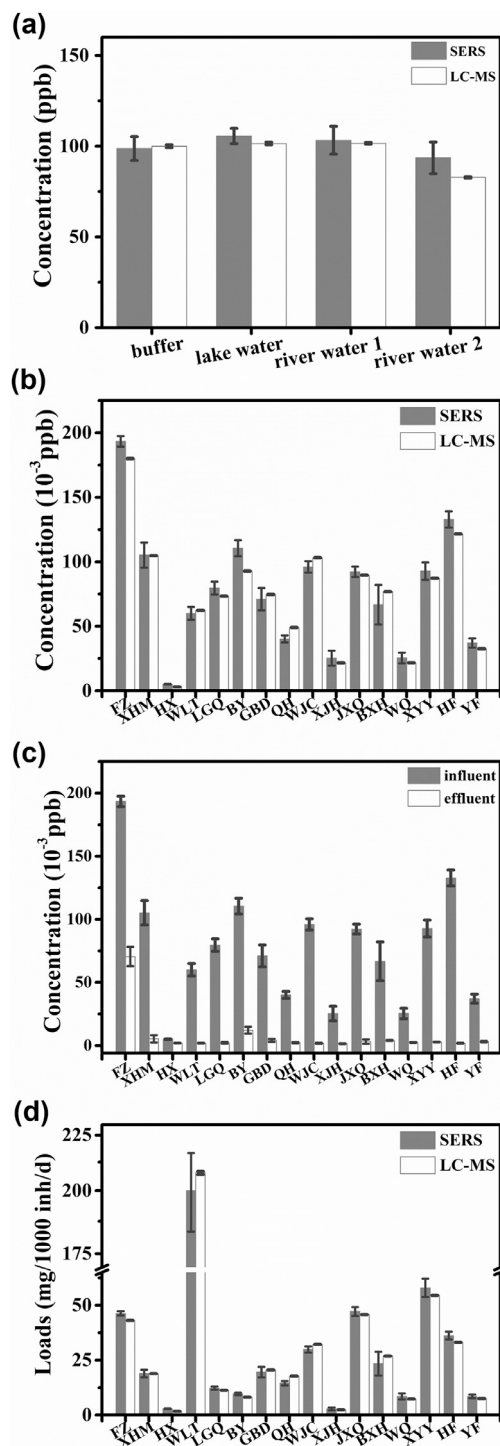 (a)
150
100
50
0
Concentration (ppb)
SERS
LC-MS
buffer
lake water
river water 1
river water 2
(b)
200
150
100
50
0
Concentration (10⁻³ppb)
SERS
LC-MS
FZ
XHM
HX
WLT
LGQ
BY
GBD
QH
WJC
XJH
JXQ
BXH
WQ
XYY
HF
YF
(c)
200
150
100
50
0
Concentration (10⁻³ppb)
influent
effluent
FZ
XHM
HX
WLT
LGQ
BY
GBD
QH
WJC
XJH
JXQ
BXH
WQ
XYY
HF
YF
(d)
225
200
175
50
25
0
Loads (mg/1000 inh/d)
SERS
LC-MS
FZ
XHM
HX
WLT
LGQ
BY
GBD
QH
WJC
XJH
JXQ
BXH
WQ
XYY
HF
YF